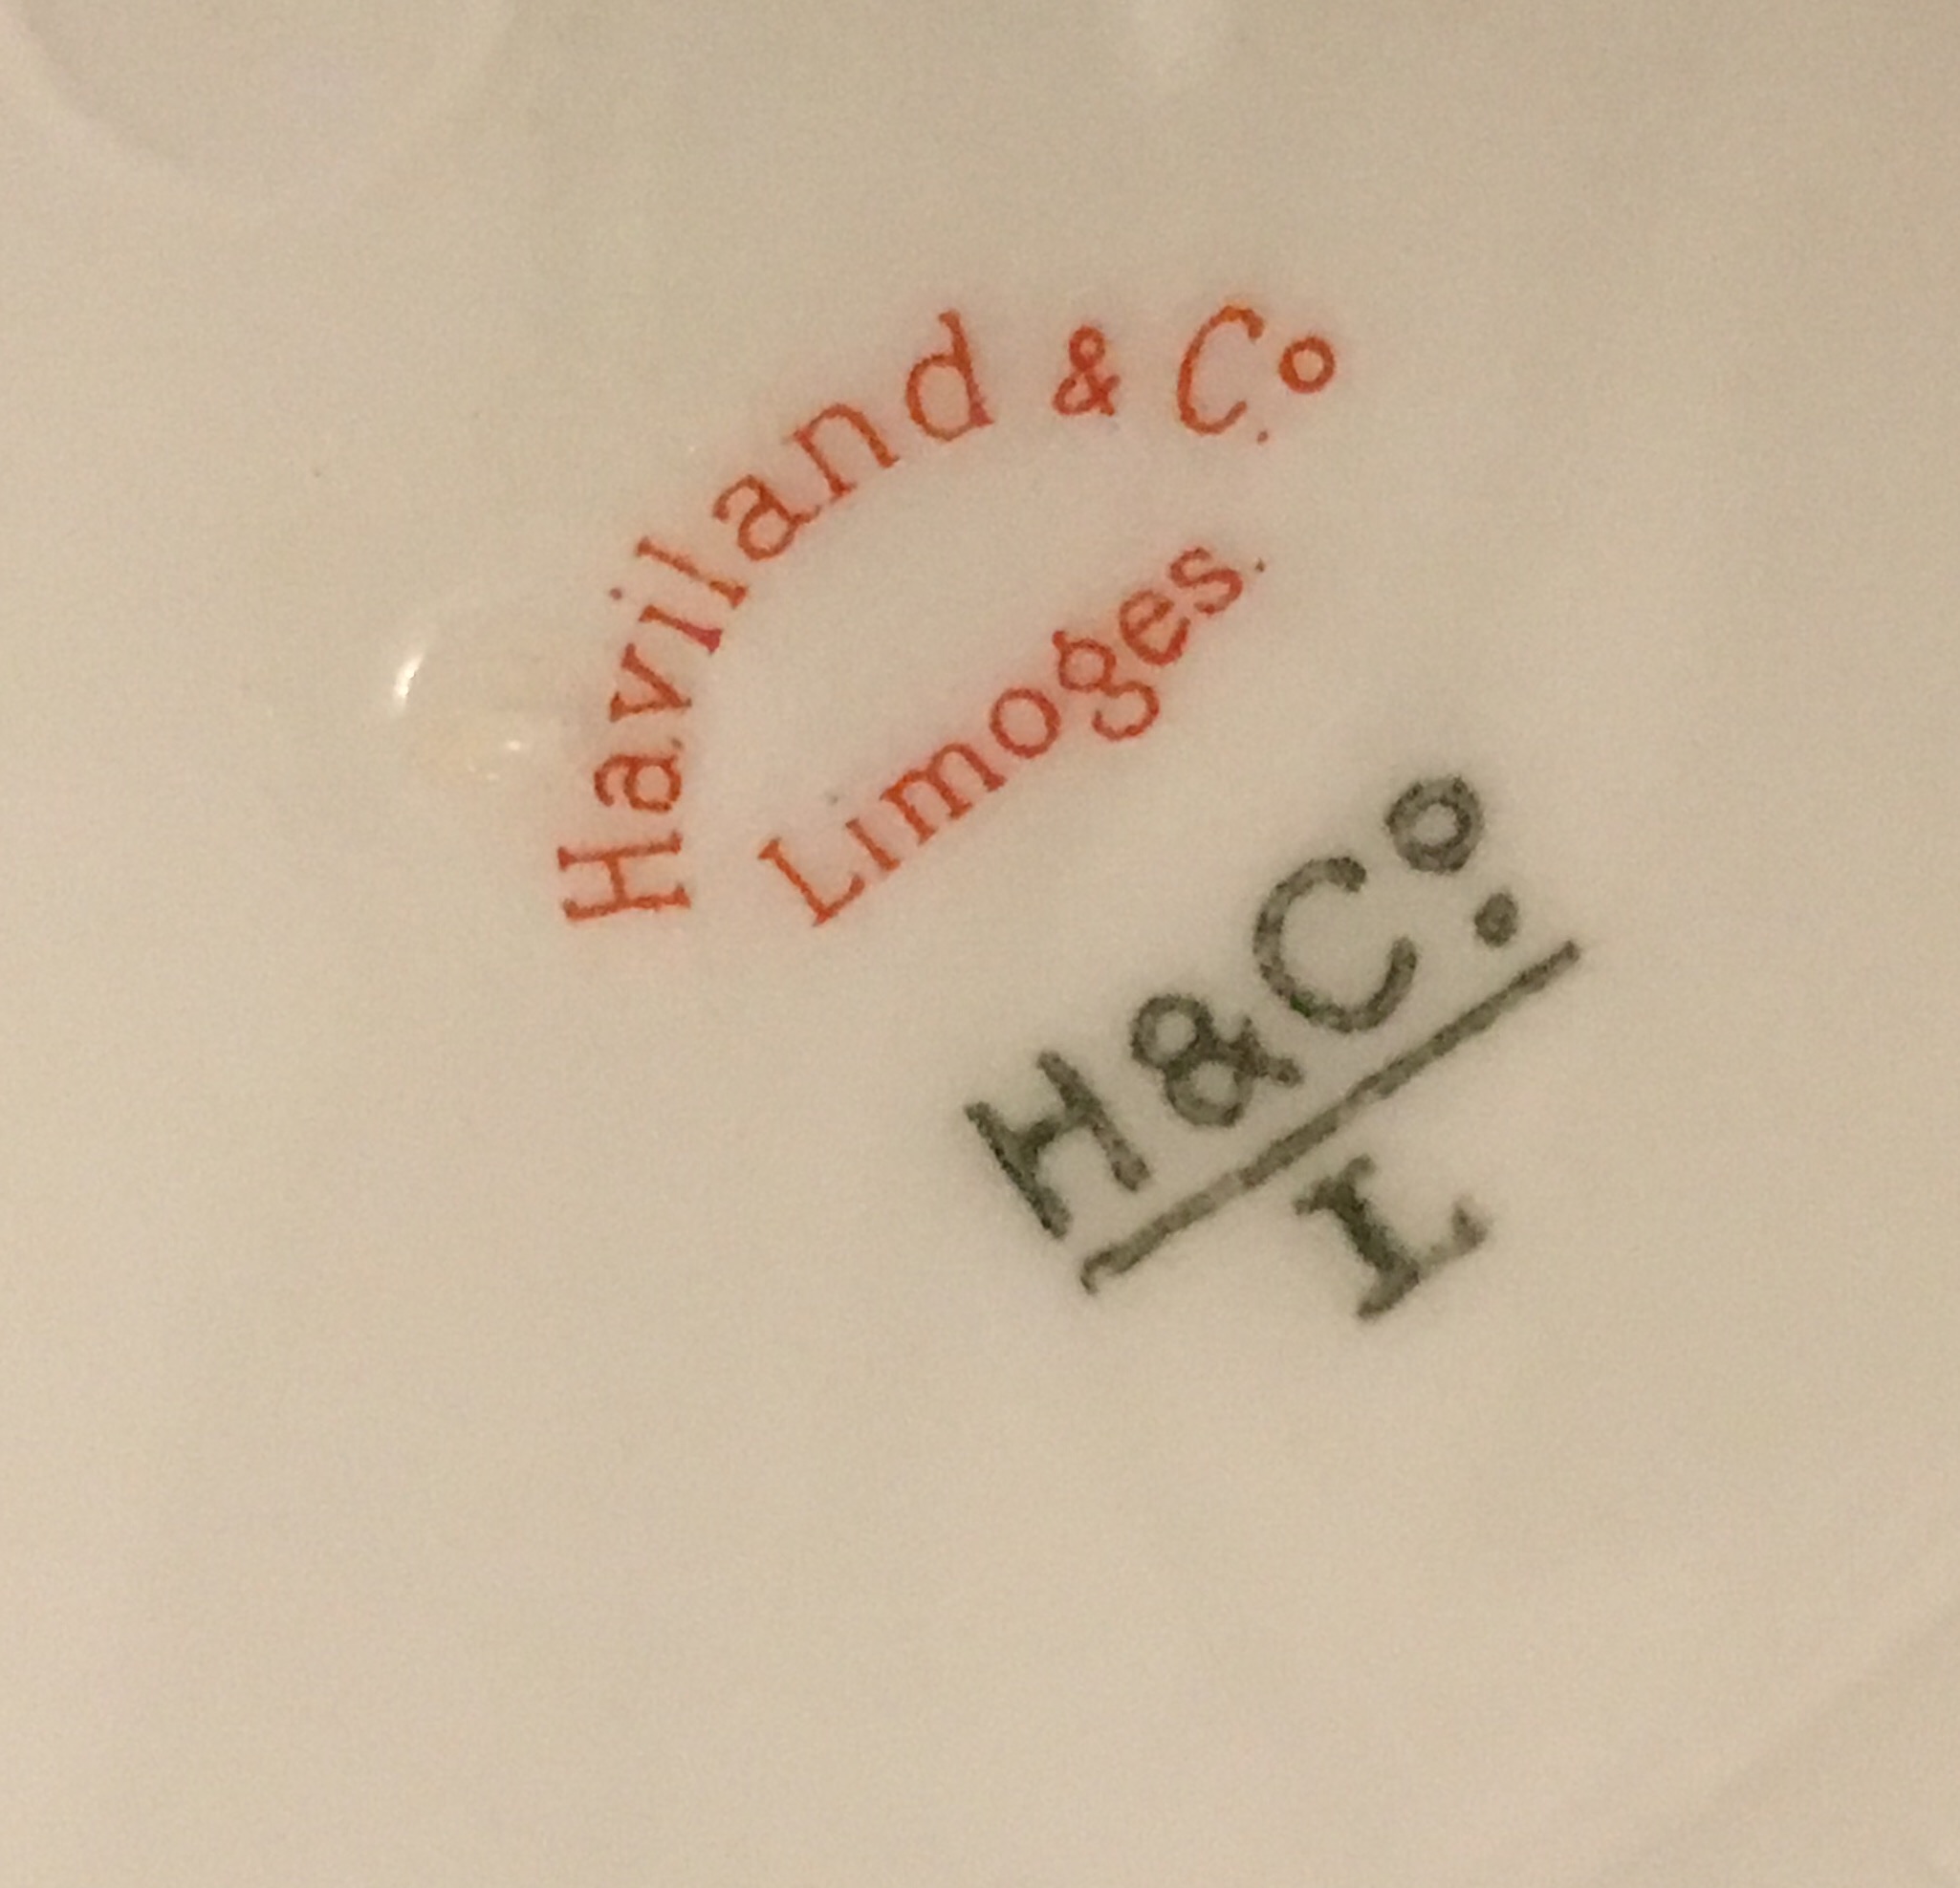 Haviland & Co.
Limoges.
H&Co.
L